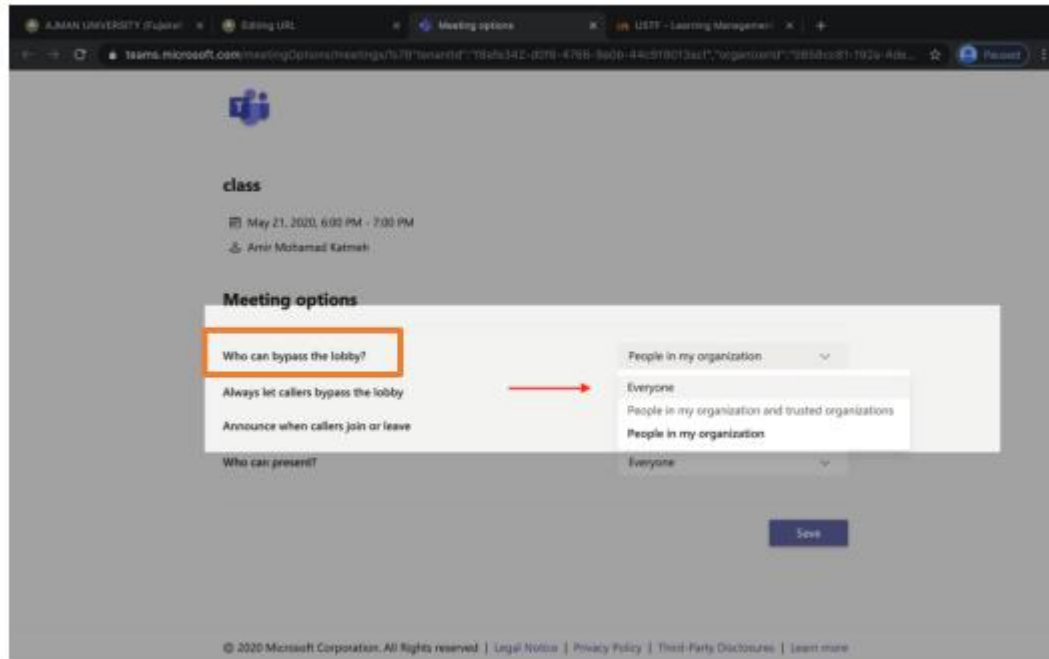 AJMAN UNIVERSITY (Fujairah
Editing URL
Meeting options
USTF - Learning Management
teams.microsoft.com/meetingOptions/meetings/
class
May 21, 2020, 6:00 PM - 7:00 PM
Amir Mohamad Katmeh
Meeting options
Who can bypass the lobby? People in my organization
Always let callers bypass the lobby Everyone
People in my organization and trusted organizations
Announce when callers join or leave People in my organization
Who can present? Everyone
Save
© 2020 Microsoft Corporation. All Rights reserved | Legal Notice | Privacy Policy | Third-Party Disclosures | Learn more